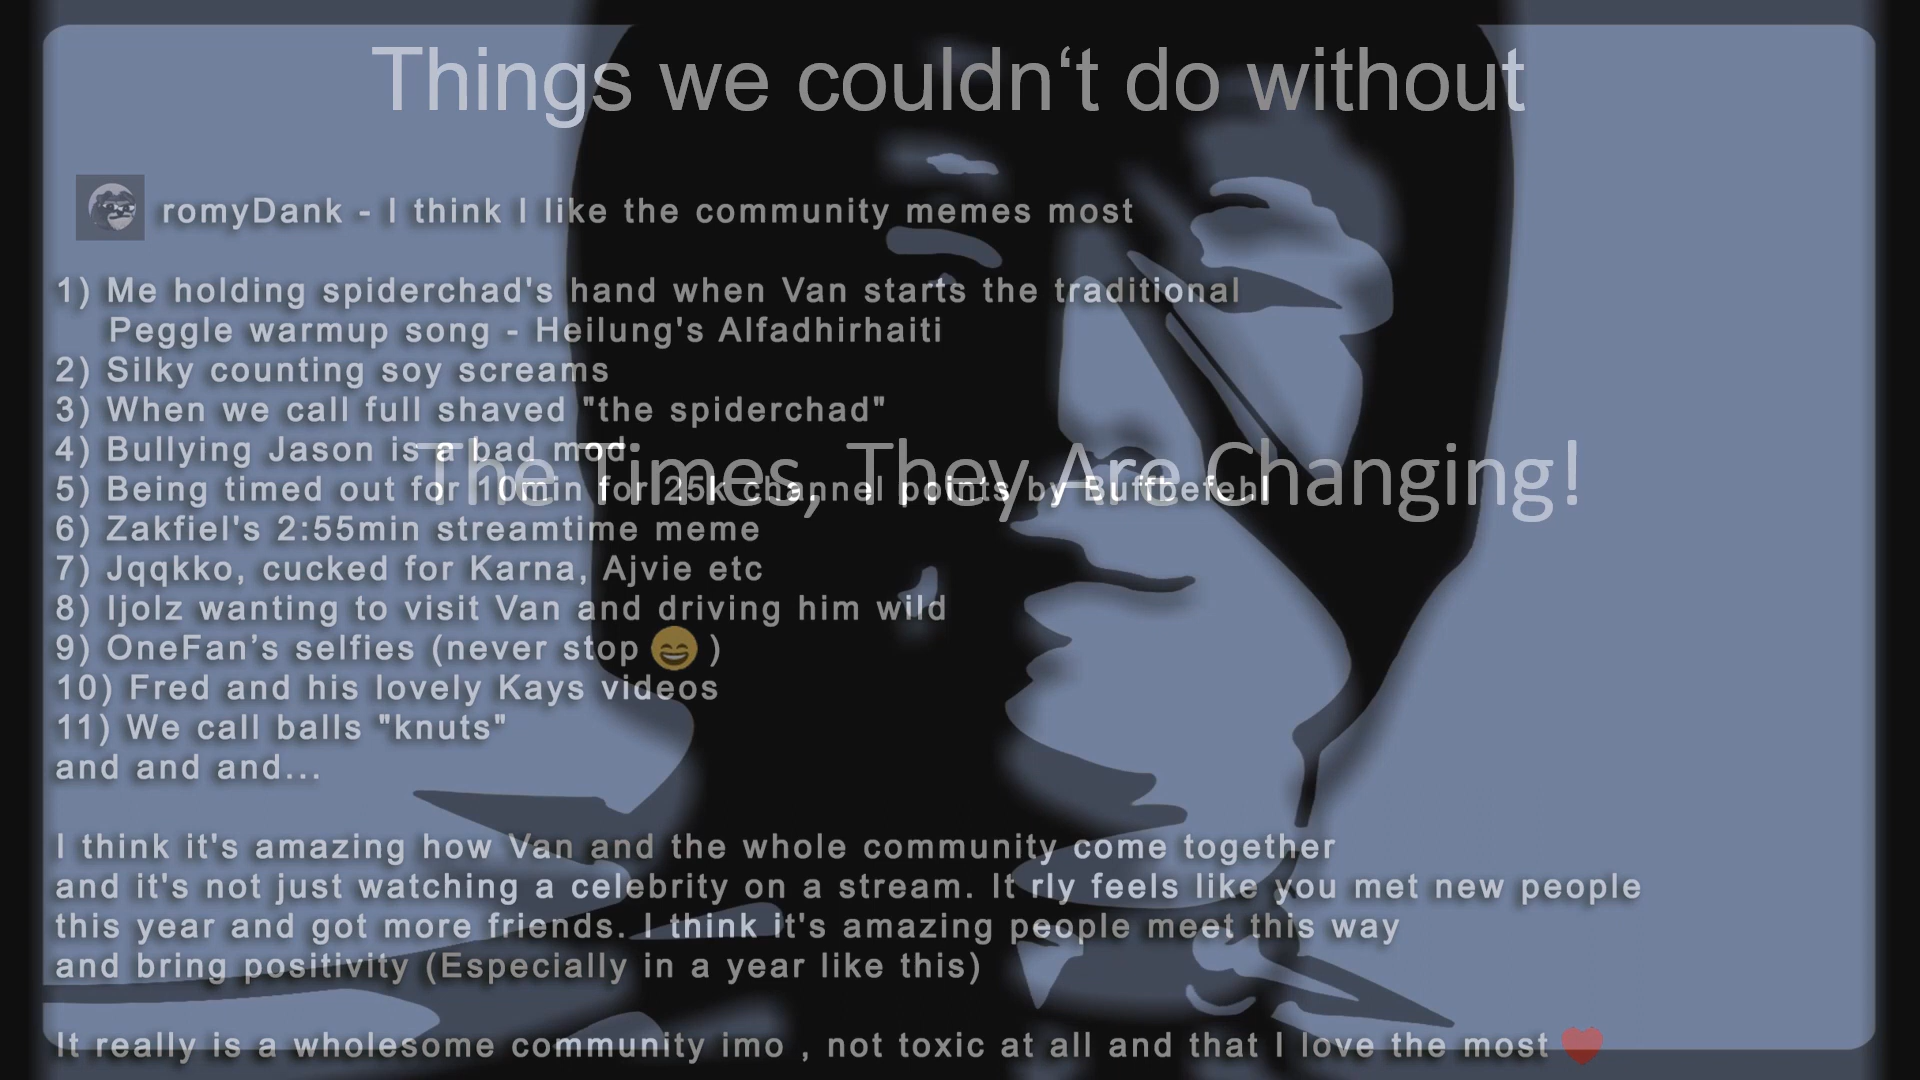 Things we couldn‘t do without
romyDank - I think I like the community memes most
1) Me holding spiderchad's hand when Van starts the traditional
Peggle warmup song - Heilung's Alfadhirhaiti
2) Silky counting soy screams
3) When we call full shaved "the spiderchad"
4) Bullying Jason is a bad mod
The Times, They Are Changing!
5) Being timed out for 10min for 25k channel points by Buffbefehl
6) Zakfiel's 2:55min streamtime meme
7) Jqqkko, cucked for Karna, Ajvie etc
8) Ijolz wanting to visit Van and driving him wild
9) OneFan’s selfies (never stop 😄 )
10) Fred and his lovely Kays videos
11) We call balls "knuts"
and and and...
I think it's amazing how Van and the whole community come together
and it's not just watching a celebrity on a stream. It rly feels like you met new people
this year and got more friends. I think it's amazing people meet this way
and bring positivity (Especially in a year like this)
It really is a wholesome community imo , not toxic at all and that I love the most ❤